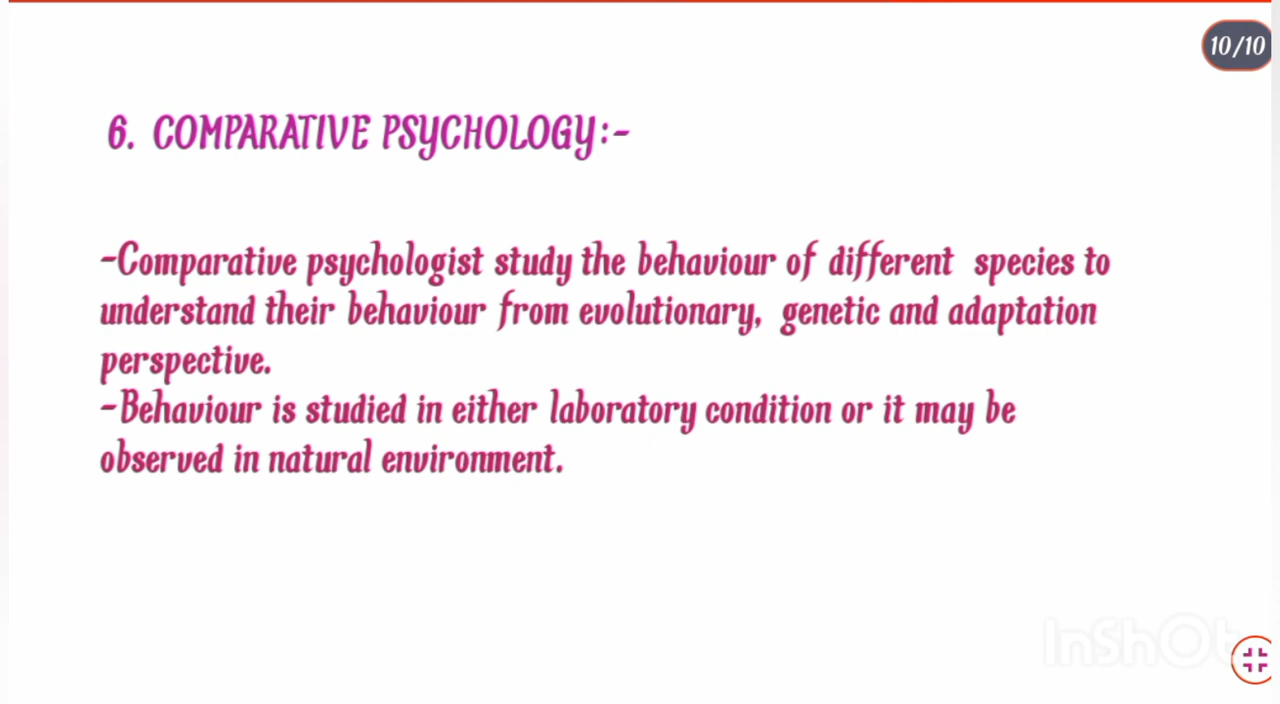 10/10
6. COMPARATIVE PSYCHOLOGY:-
-Comparative psychologist study the behaviour of different species to
understand their behaviour from evolutionary, genetic and adaptation
perspective.
-Behaviour is studied in either laboratory condition or it may be
observed in natural environment.
InShOt